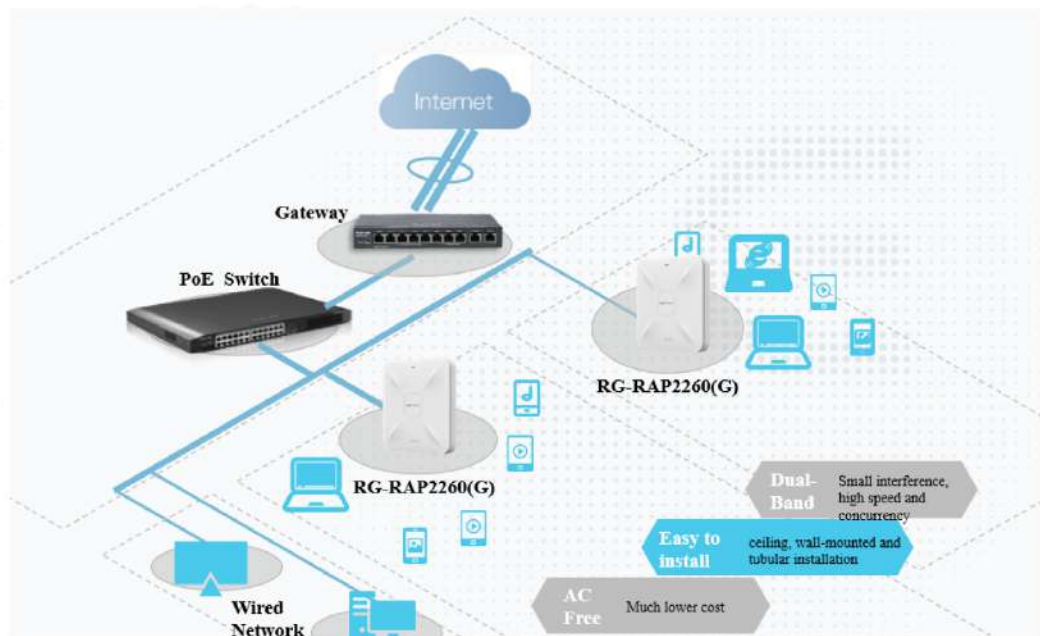 Internet
Gateway
PoE Switch
RG-RAP2260(G)
RG-RAP2260(G)
Dual-
Band
Small interference,
high speed and
concurrency
Easy to
install
ceiling, wall-mounted and
tubular installation
AC
Free
Much lower cost
Wired
Network